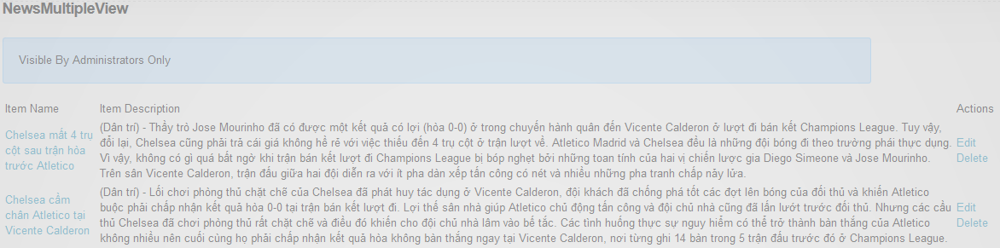 NewsMultipleView
Visible By Administrators Only
Item Name Item Description Actions
Chelsea mất 4 trụ
cột sau trận hòa
trước Atletico
(Dân trí) - Thầy trò Jose Mourinho đã có được một kết quả có lợi (hòa 0-0) ở trong chuyến hành quân đến Vicente Calderon ở lượt đi bán kết Champions League. Tuy vậy,
đổi lại, Chelsea cũng phải trả cái giá không hề rẻ với việc thiếu đến 4 trụ cột ở trận lượt về. Atletico Madrid và Chelsea đều là những đội bóng đi theo trường phái thực dụng.
Vì vậy, không có gì quá bất ngờ khi trận bán kết lượt đi Champions League bị bóp nghẹt bởi những toan tính của hai vị chiến lược gia Diego Simeone và Jose Mourinho.
Trên sân Vicente Calderon, trận đấu giữa hai đội diễn ra với ít pha dàn xếp tấn công có nét và nhiều những pha tranh chấp nảy lửa.
Edit
Delete
Chelsea cầm
chân Atletico tại
Vicente Calderon
(Dân trí) - Lối chơi phòng thủ chặt chẽ của Chelsea đã phát huy tác dụng ở Vicente Calderon, đội khách đã chống phá tốt các đợt lên bóng của đối thủ và khiến Atletico
buộc phải chấp nhận kết quả hòa 0-0 tại trận bán kết lượt đi. Lợi thế sân nhà giúp Atletico chủ động tấn công và đội chủ nhà cũng đã lấn lướt trước đối thủ. Nhưng các cầu
thủ Chelsea đã chơi phòng thủ rất chặt chẽ và điều đó khiến cho đội chủ nhà lâm vào bế tắc. Các tình huống thực sự nguy hiểm có thể trở thành bàn thắng của Atletico
không nhiều nên cuối cùng họ phải chấp nhận kết quả hòa không bàn thắng ngay tại Vicente Calderon, nơi từng ghi 14 bàn trong 5 trận đấu trước đó ở Champions League.
Edit
Delete